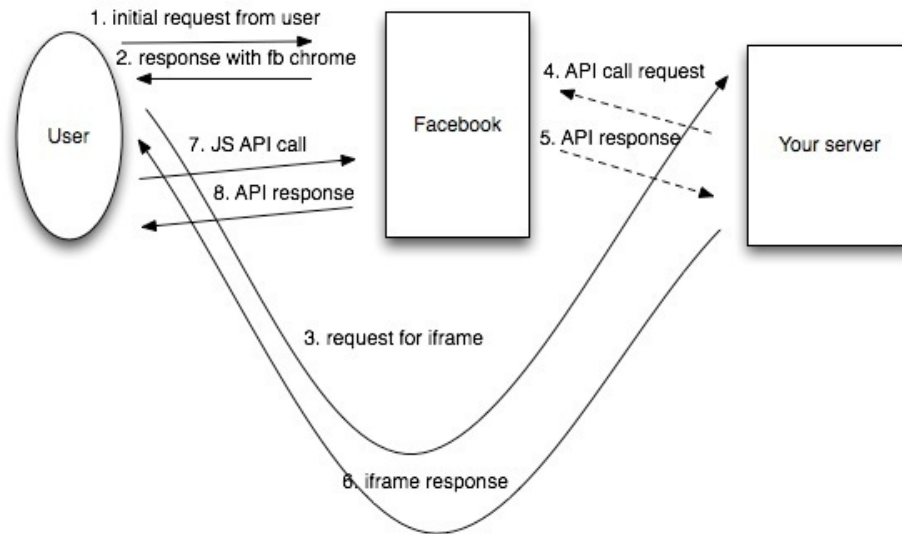 1. initial request from user
2. response with fb chrome
4. API call request
User
Facebook
5. API response
Your server
7. JS API call
8. API response
3. request for iframe
6. iframe response